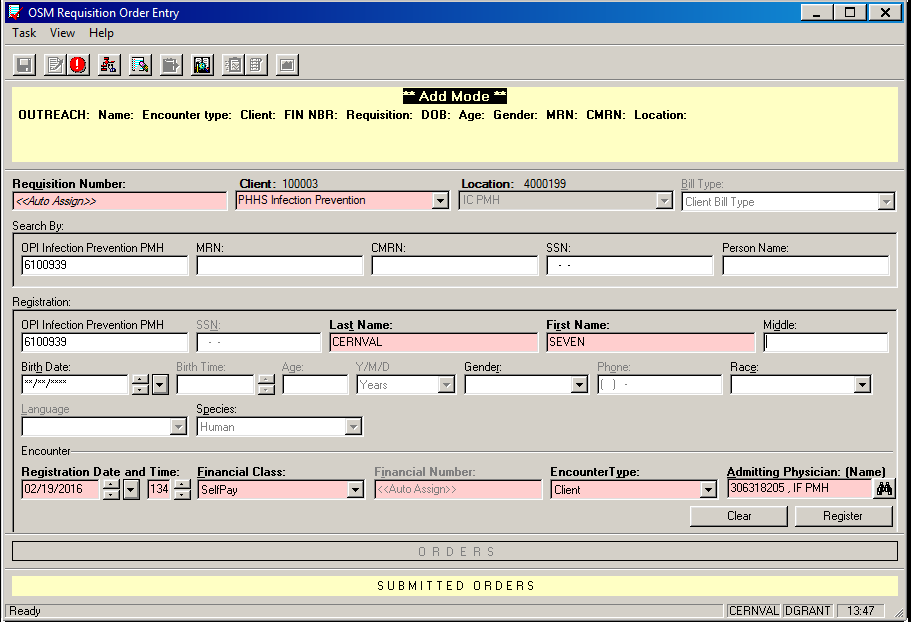 OSM Requisition Order Entry
Task View Help
** Add Mode **
OUTREACH: Name: Encounter type: Client: FIN NBR: Requisition: DOB: Age: Gender: MRN: CMRN: Location:
Requisition Number: Client: 100003 Location: 4000199 Bill Type:
<<Auto Assign>> PHHS Infection Prevention IC PMH Client Bill Type
Search By:
OPI Infection Prevention PMH MRN: CMRN: SSN: Person Name:
6100939 - -
Registration:
OPI Infection Prevention PMH SSN: Last Name: First Name: Middle:
6100939 - - CERNVAL SEVEN
Birth Date: Birth Time: Age: Y/M/D Gender: Phone: Race:
**/**/**** Years ( ) -
Language Species:
Human
Encounter
Registration Date and Time: Financial Class: Financial Number: EncounterType: Admitting Physician: (Name)
02/19/2016 134 SelfPay <<Auto Assign>> Client 306318205 , IF PMH
Clear Register
ORDERS
SUBMITTED ORDERS
Ready CERNVAL DGRANT 13:47